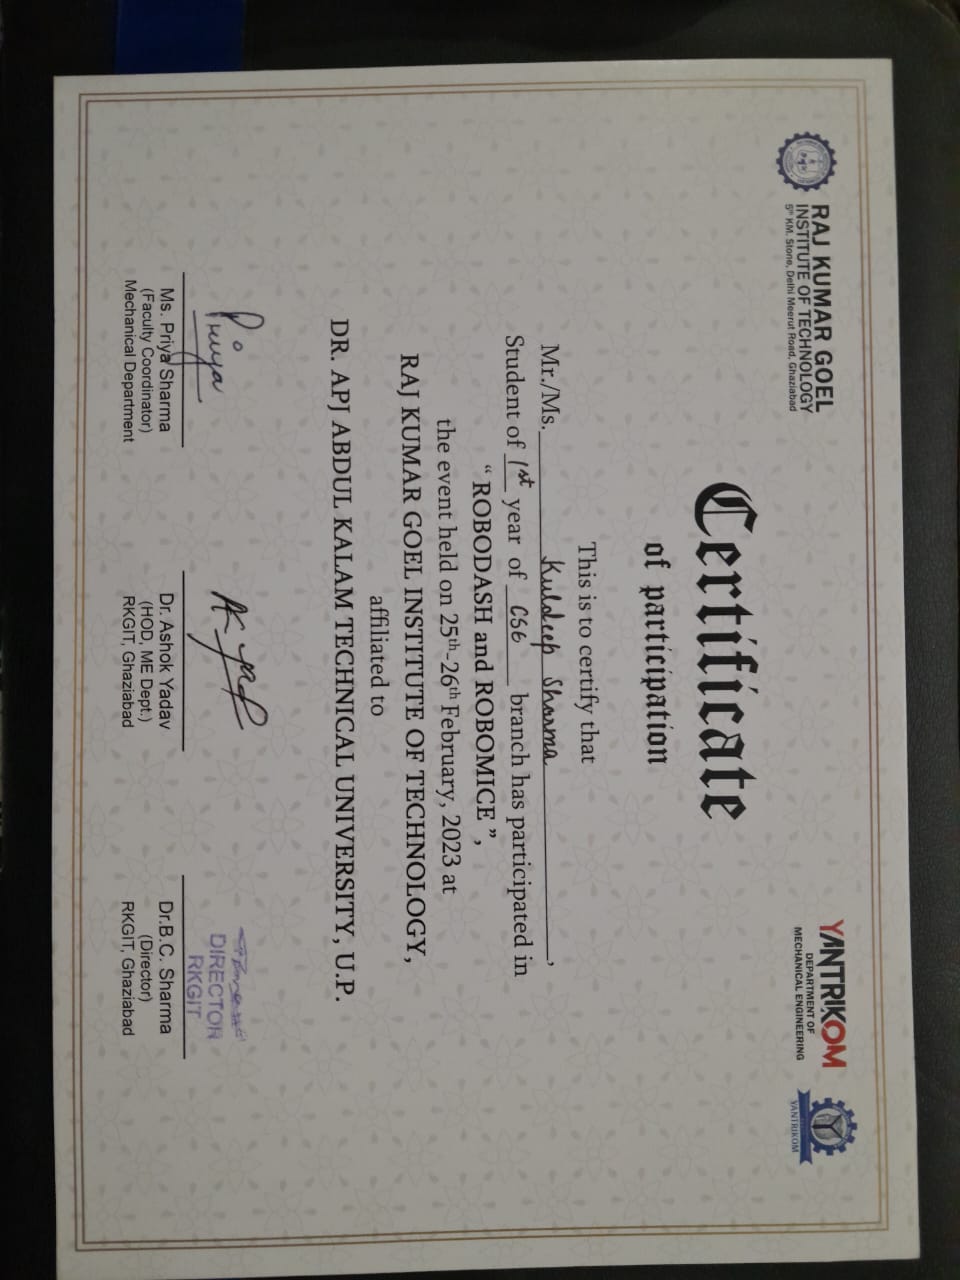 RAJ KUMAR GOEL
INSTITUTE OF TECHNOLOGY
5th KM. Stone, Delhi Meerut Road, Ghaziabad
YANTRIKOM
DEPARTMENT OF
MECHANICAL ENGINEERING
YANTRIKOM
Certificate
of participation
This is to certify that
Mr./Ms. Kuldeep Sharma,
Student of 1st year of CSE branch has participated in
“ ROBODASH and ROBOMICE ”,
the event held on 25th-26th February, 2023 at
RAJ KUMAR GOEL INSTITUTE OF TECHNOLOGY,
affiliated to
DR. APJ ABDUL KALAM TECHNICAL UNIVERSITY, U.P.
Priya
DIRECTOR
RKGIT
Ms. Priya Sharma
(Faculty Coordinator)
Mechanical Department
Dr. Ashok Yadav
(HOD, ME Dept.)
RKGIT, Ghaziabad
Dr.B.C. Sharma
(Director)
RKGIT, Ghaziabad